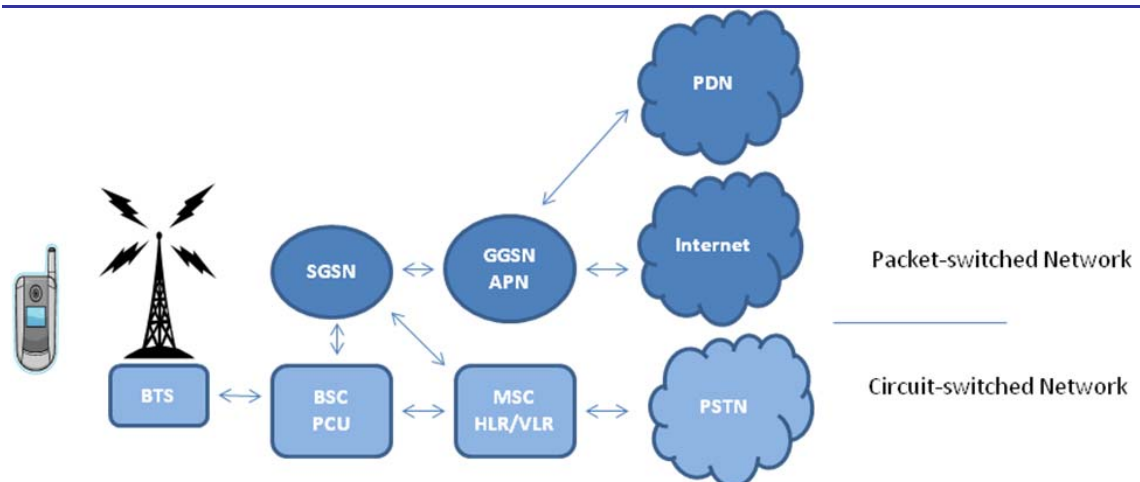 PDN
Internet
SGSN
GGSN
APN
Packet-switched Network
BTS
BSC
PCU
MSC
HLR/VLR
PSTN
Circuit-switched Network